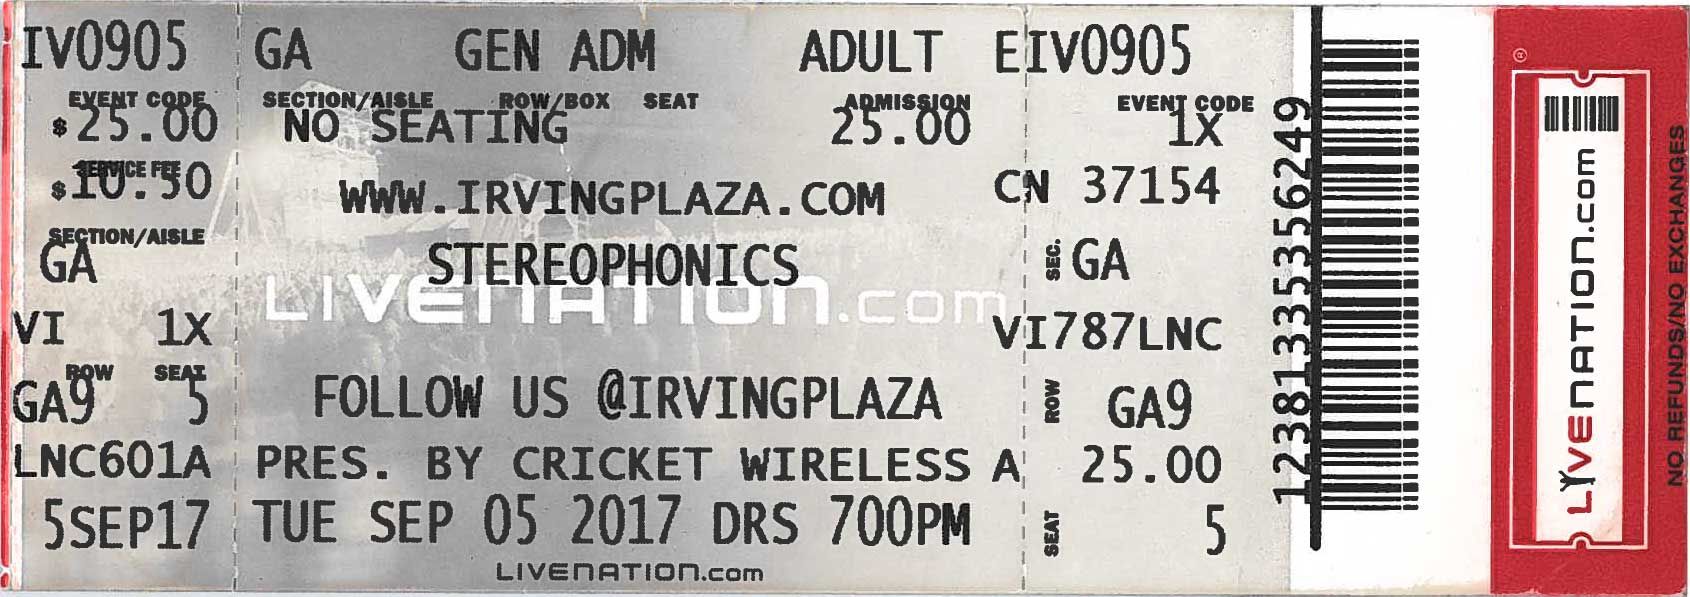 IV0905 GA GEN ADM ADULT EIV0905
EVENT CODE SECTION/AISLE ROW/BOX SEAT ADMISSION EVENT CODE
$ 25.00 NO SEATING 25.00 1X
SERVICE FEE
$ 10.50 WWW.IRVINGPLAZA.COM CN 37154
SECTION/AISLE
GA STEREOPHONICS SEC. GA
LIVENATION.com
VI 1X VI787LNC
ROW SEAT
GA9 5 FOLLOW US @IRVINGPLAZA ROW GA9
LNC601A PRES. BY CRICKET WIRELESS A 25.00
5SEP17 TUE SEP 05 2017 DRS 700PM SEAT 5
LIVENATION.com
1238133535356249
®
LIVENATION.com
NO REFUNDS/NO EXCHANGES